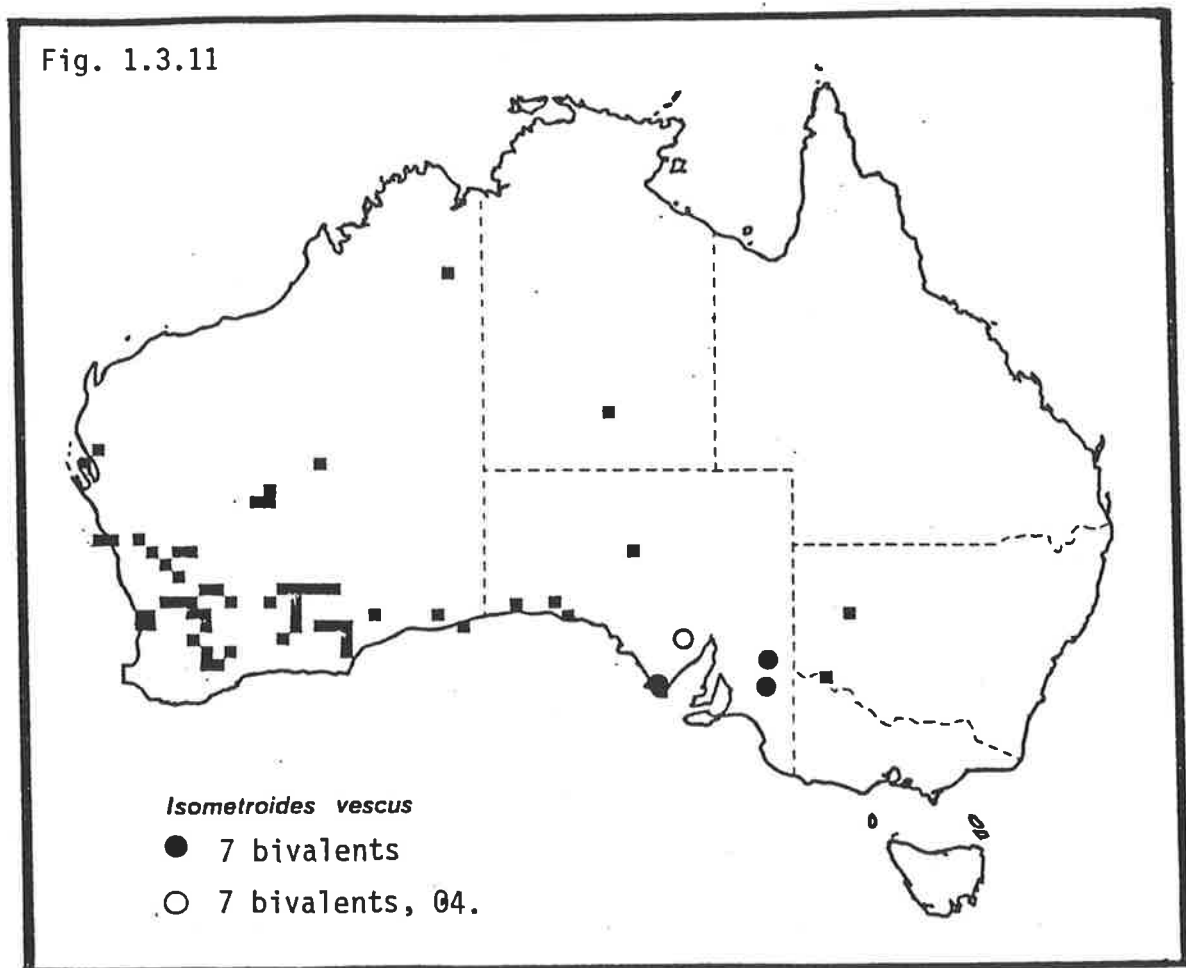 Fig. 1.3.11
Isometroides vescus
7 bivalents
7 bivalents, Θ4.